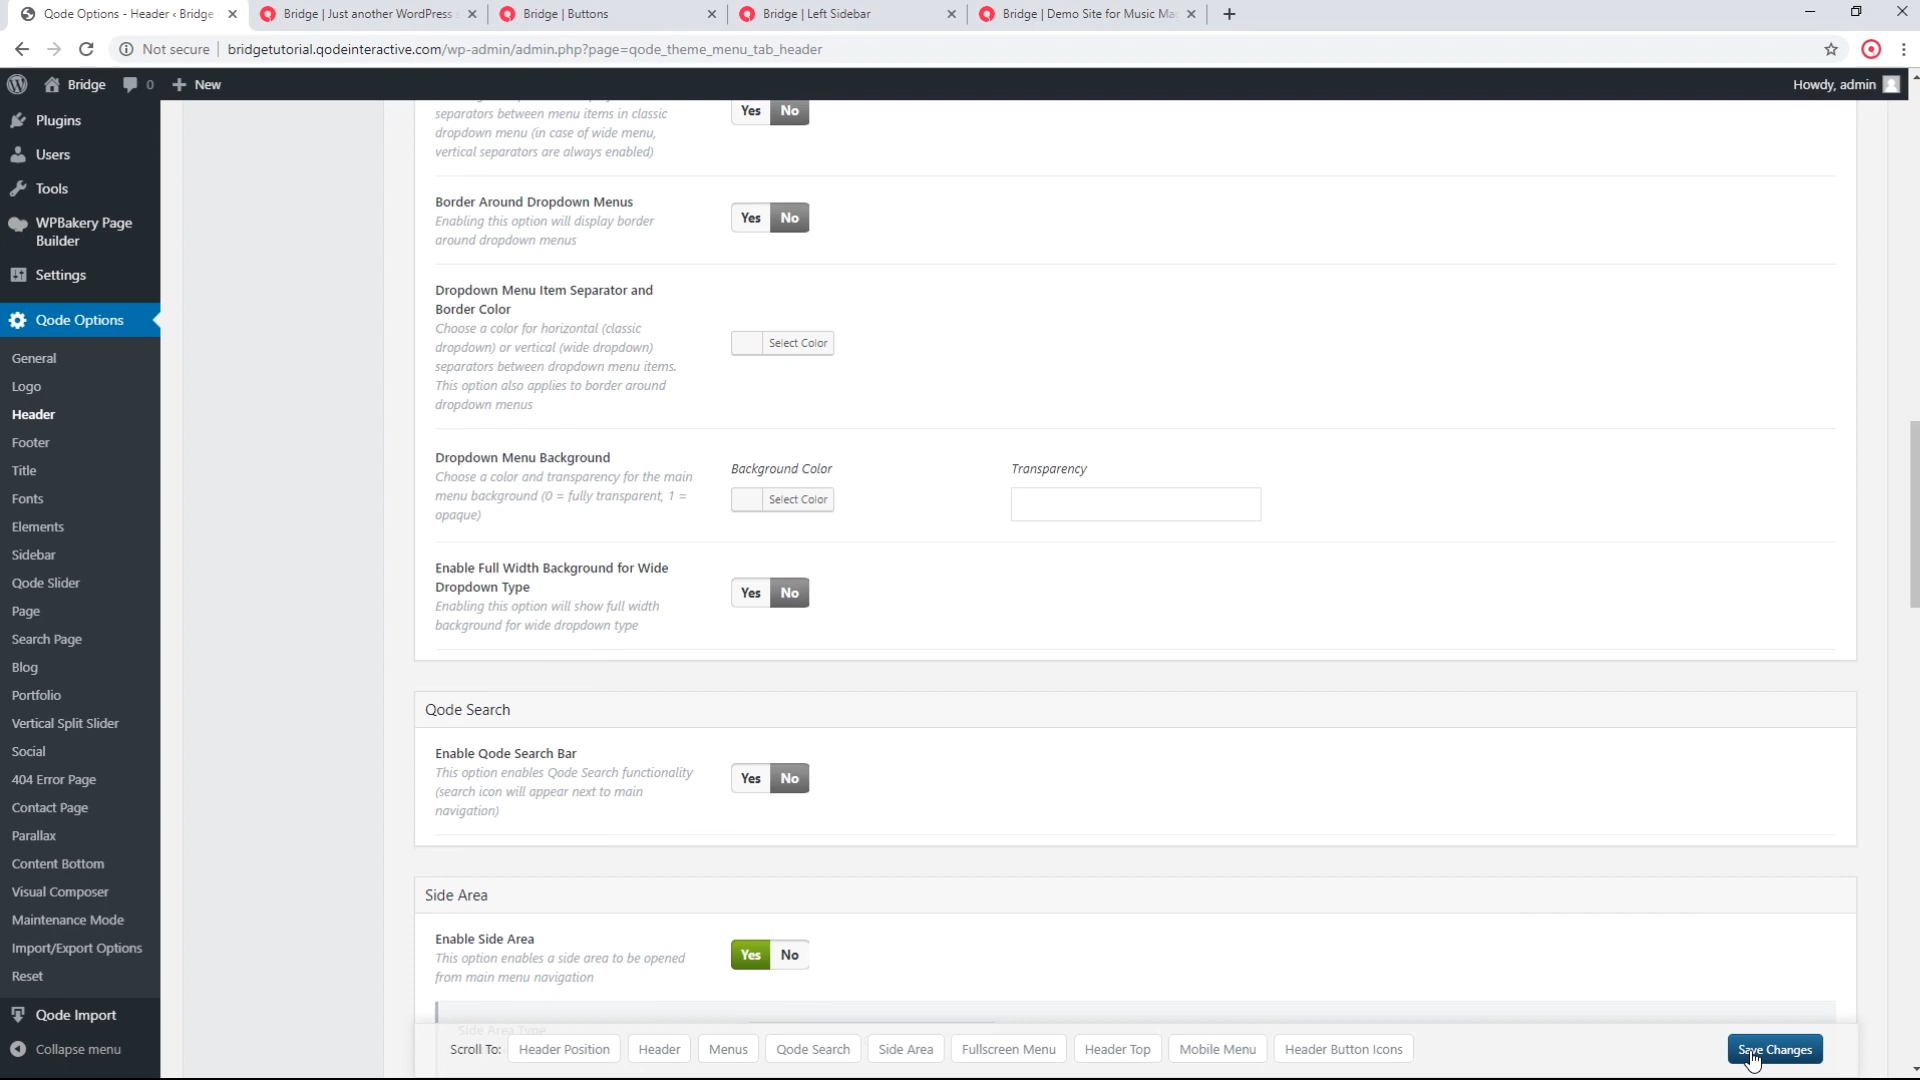 Qode Options - Header ‹ Bridge
Bridge | Just another WordPress
Bridge | Buttons
Bridge | Left Sidebar
Bridge | Demo Site for Music Ma
Not secure | bridgetutorial.qodeinteractive.com/wp-admin/admin.php?page=qode_theme_menu_tab_header
Bridge 0 New
Howdy, admin
Plugins
Users
Tools
WPBakery Page
Builder
Settings
Qode Options
General
Logo
Header
Footer
Title
Fonts
Elements
Sidebar
Qode Slider
Page
Search Page
Blog
Portfolio
Vertical Split Slider
Social
404 Error Page
Contact Page
Parallax
Content Bottom
Visual Composer
Maintenance Mode
Import/Export Options
Reset
Qode Import
Collapse menu
separators between menu items in classic
dropdown menu (in case of wide menu,
vertical separators are always enabled)
Yes No
Border Around Dropdown Menus
Enabling this option will display border
around dropdown menus
Yes No
Dropdown Menu Item Separator and
Border Color
Choose a color for horizontal (classic
dropdown) or vertical (wide dropdown)
separators between dropdown menu items.
This option also applies to border around
dropdown menus
Select Color
Dropdown Menu Background
Choose a color and transparency for the main
menu background (0 = fully transparent, 1 =
opaque)
Background Color
Select Color
Transparency
Enable Full Width Background for Wide
Dropdown Type
Enabling this option will show full width
background for wide dropdown type
Yes No
Qode Search
Enable Qode Search Bar
This option enables Qode Search functionality
(search icon will appear next to main
navigation)
Yes No
Side Area
Enable Side Area
This option enables a side area to be opened
from main menu navigation
Yes No
Side Area Type
Scroll To: Header Position Header Menus Qode Search Side Area Fullscreen Menu Header Top Mobile Menu Header Button Icons
Save Changes